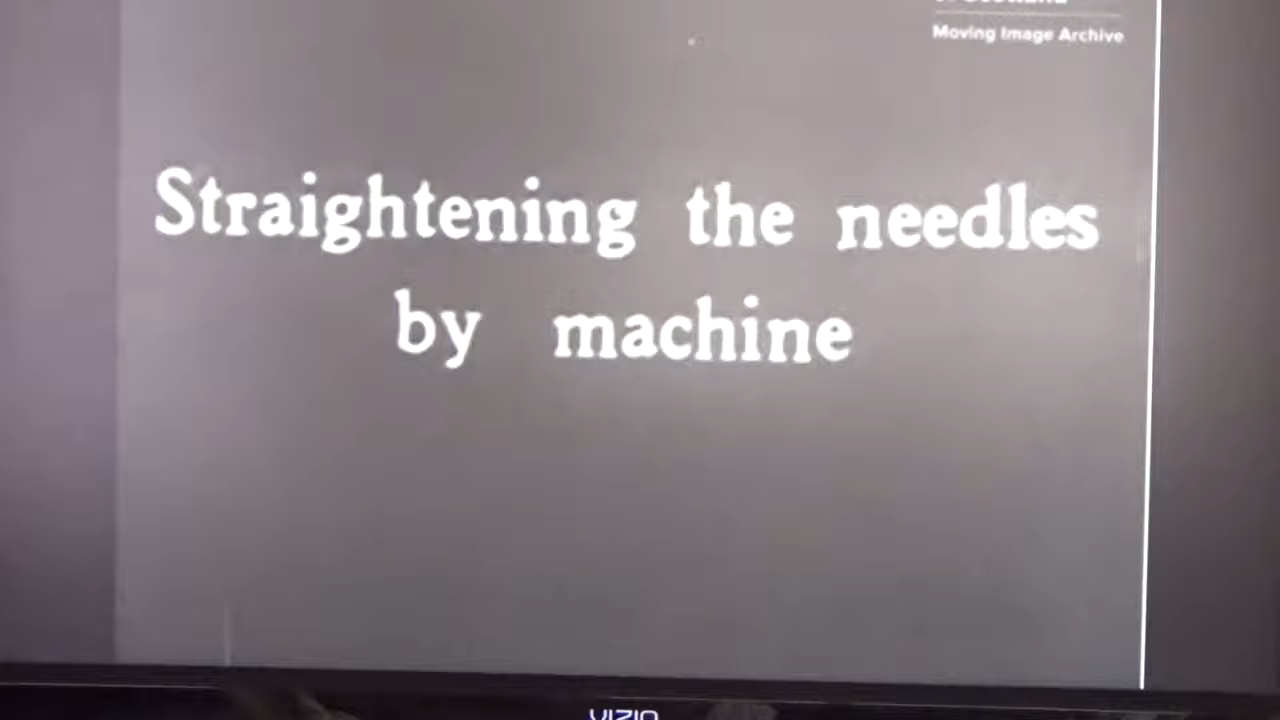 Moving Image Archive
Straightening the needles
by machine
VIZIO